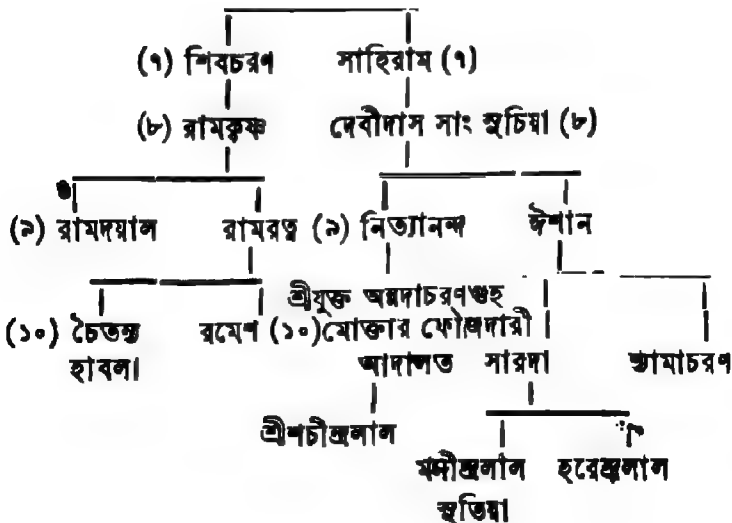 (৭) শিবচরণ সাহিরাম (৭)
(৮) রামকৃষ্ণ দেবীদাস সাং সুচিয়া (৮)
(৯) রামদয়াল রামরত্ন (৯) নিত্যানন্দ ঈশান
শ্রীযুক্ত অন্নদাচরণগুহ
(১০) চৈতন্য রমেশ (১০) মোক্তার ফৌজদারী
হাবলা আদালত সারদা শ্যামাচরণ
শ্রীশচীন্দ্রলাল
মনীন্দ্রলাল হরেন্দ্রলাল
সুচিয়া